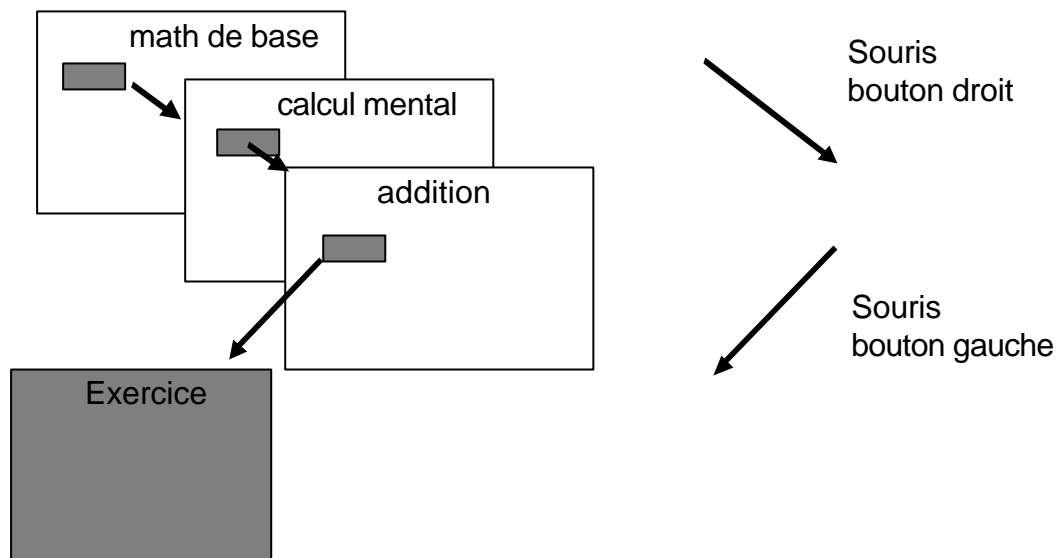 math de base
calcul mental
addition
Exercice
Souris
bouton droit
Souris
bouton gauche